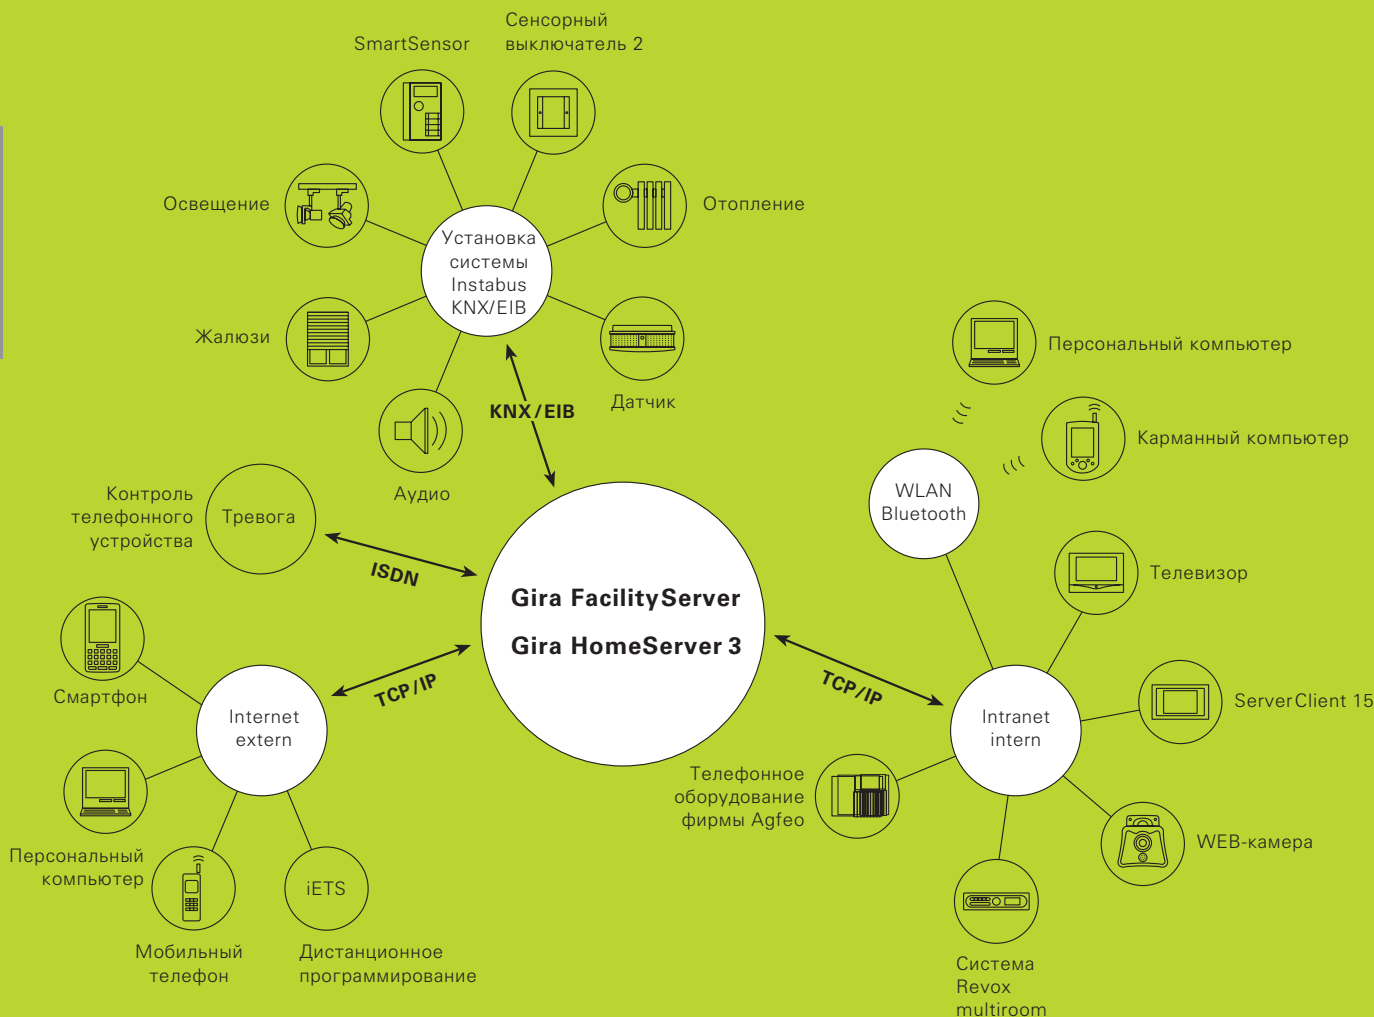 SmartSensor
Сенсорный
выключатель 2
Освещение
Отопление
Установка
системы
Instabus
KNX/EIB
Жалюзи
Датчик
Аудио
KNX/EIB
Персональный компьютер
Карманный компьютер
WLAN
Bluetooth
Контроль
телефонного
устройства
Тревога
ISDN
Gira FacilityServer
Gira HomeServer 3
Телевизор
Смартфон
TCP/IP
TCP/IP
Internet
extern
Intranet
intern
ServerClient 15
Телефонное
оборудование
фирмы Agfeo
WEB-камера
Персональный
компьютер
iETS
Мобильный
телефон
Дистанционное
программирование
Система
Revox
multiroom